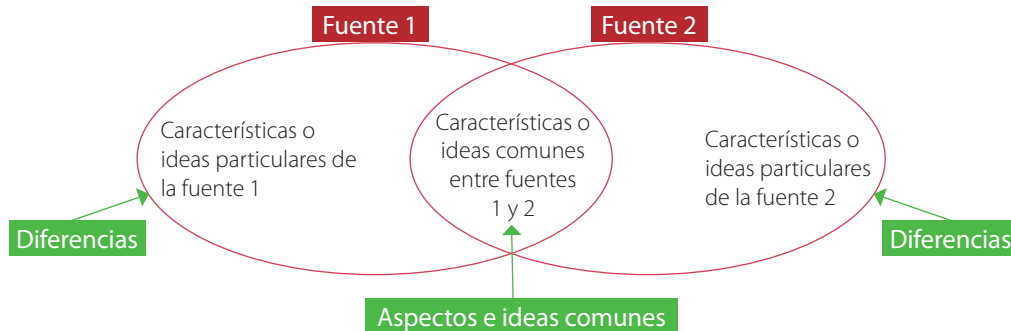 Fuente 1
Fuente 2
Características o
ideas particulares de
la fuente 1
Características o
ideas comunes
entre fuentes
1 y 2
Características o
ideas particulares
de la fuente 2
Diferencias
Diferencias
Aspectos e ideas comunes